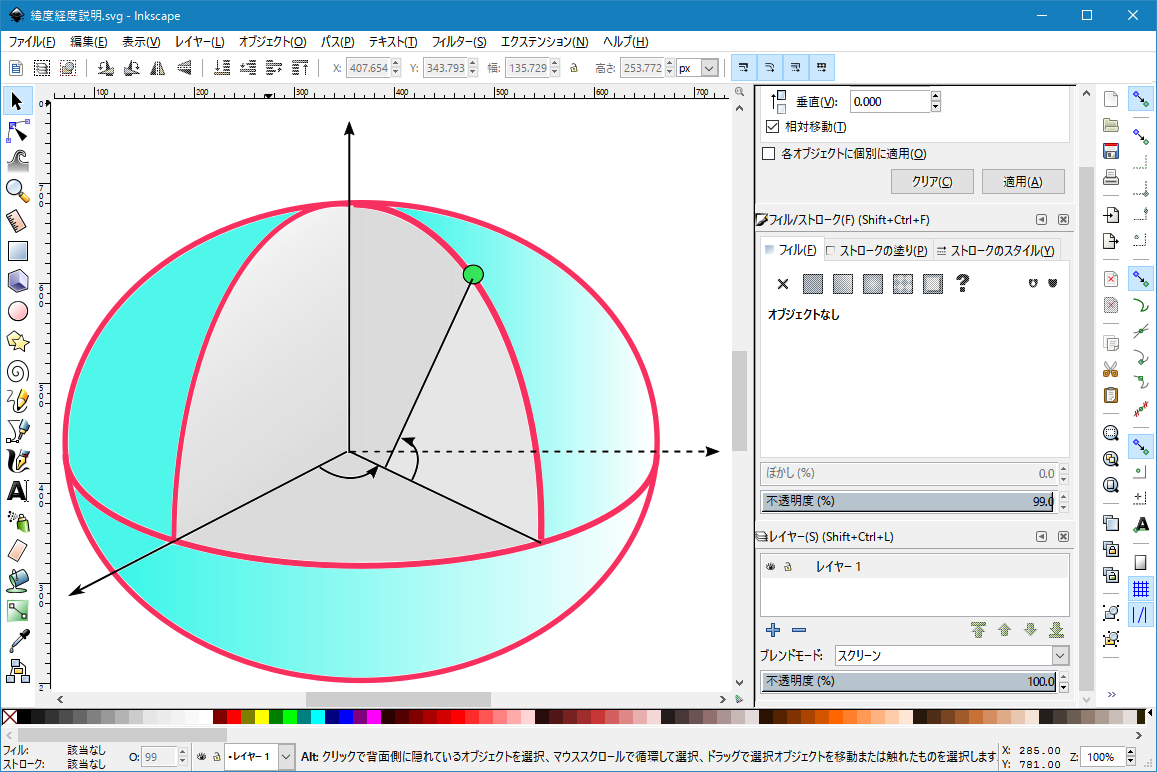 緯度経度説明.svg - Inkscape
ファイル(F) 編集(E) 表示(V) レイヤー(L) オブジェクト(O) パス(P) テキスト(T) フィルター(S) エクステンション(N) ヘルプ(H)
X: 407.654 Y: 343.793 幅: 135.729 高さ: 253.772 px
100 200 300 400 500 600 700
700
600
500
400
300
2
垂直(V): 0.000
相対移動(T)
各オブジェクトに個別に適用(O)
クリア(C) 適用(A)
フィル/ストローク(F) (Shift+Ctrl+F)
フィル(F) ストロークの塗り(P) ストロークのスタイル(Y)
?
オブジェクトなし
ぼかし (%) 0.0
不透明度 (%) 99.0
レイヤー(S) (Shift+Ctrl+L)
レイヤー 1
ブレンドモード: スクリーン
不透明度 (%) 100.0
フィル: 該当なし
ストローク: 該当なし
O: 99
•レイヤー 1
Alt: クリックで背面側に隠れているオブジェクトを選択、マウススクロールで循環して選択、ドラッグで選択オブジェクトを移動または触れたものを選択します
X: 285.00
Y: 781.00
Z: 100%